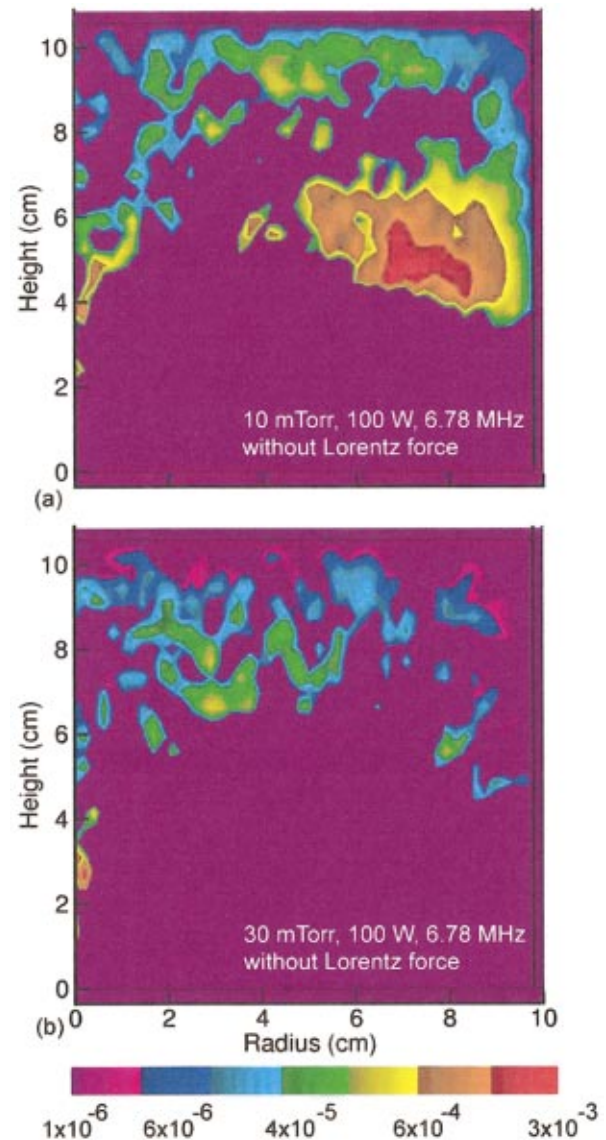 10
8
6
4
2
0
Height (cm)
10 mTorr, 100 W, 6.78 MHz
without Lorentz force
(a)
10
8
6
4
2
0
Height (cm)
30 mTorr, 100 W, 6.78 MHz
without Lorentz force
(b)
0 2 4 6 8 10
Radius (cm)
1x10⁻⁶ 6x10⁻⁶ 4x10⁻⁵ 6x10⁻⁴ 3x10⁻³